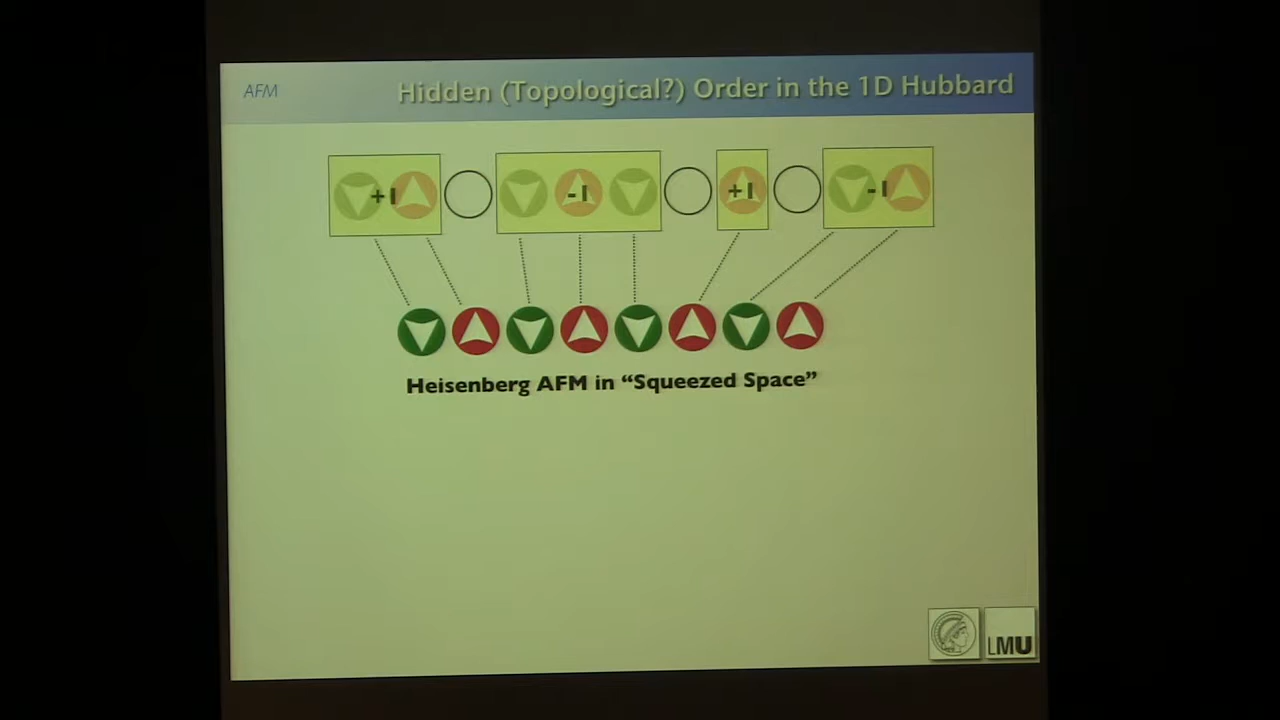 AFM
Hidden (Topological?) Order in the 1D Hubbard
+1
-1
+1
-1
Heisenberg AFM in “Squeezed Space”
LMU